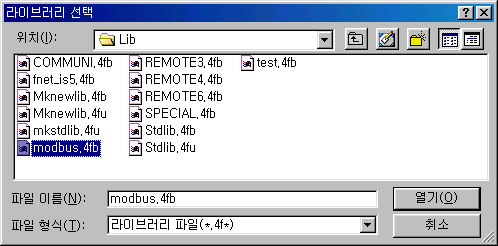 라이브러리 선택
위치(I): Lib
COMMUNI.4fb REMOTE3.4fb test.4fb
fnet_is5.4fb REMOTE4.4fb
Mknewlib.4fb REMOTE6.4fb
Mknewlib.4fu SPECIAL.4fb
mkstdlib.4fu Stdlib.4fb
modbus.4fb Stdlib.4fu
파일 이름(N): modbus.4fb 열기(O)
파일 형식(T): 라이브러리 파일(*.4f*) 취소